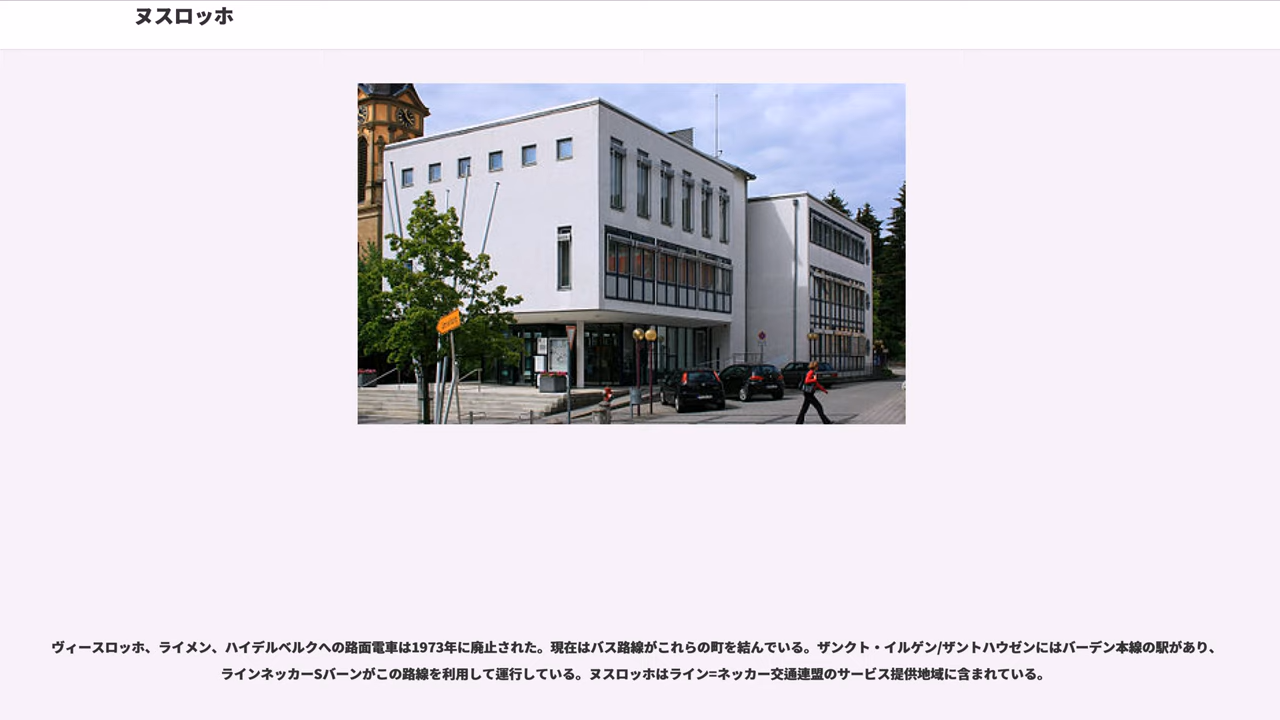 ヌスロッホ
ヴィースロッホ、ライメン、ハイデルベルクへの路面電車は1973年に廃止された。現在はバス路線がこれらの町を結んでいる。ザンクト・イルゲン/ザントハウゼンにはバーデン本線の駅があり、
ラインネッカーSバーンがこの路線を利用して運行している。ヌスロッホはライン=ネッカー交通連盟のサービス提供地域に含まれている。